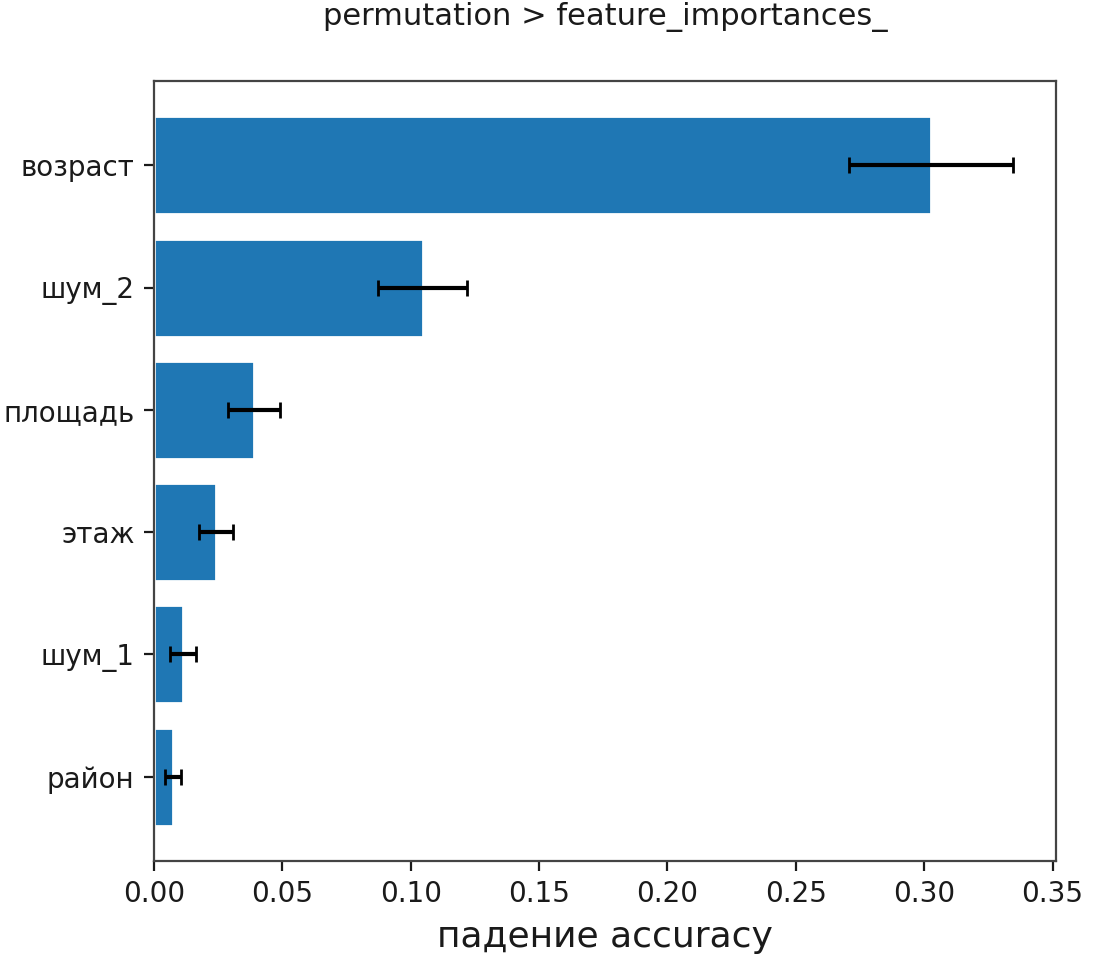 permutation > feature_importances_
возраст
шум_2
площадь
этаж
шум_1
район
0.00 0.05 0.10 0.15 0.20 0.25 0.30 0.35
падение accuracy